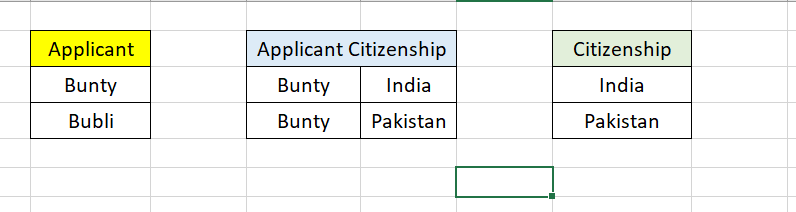 Applicant Applicant Citizenship Citizenship
Bunty Bunty India India
Bubli Bunty Pakistan Pakistan